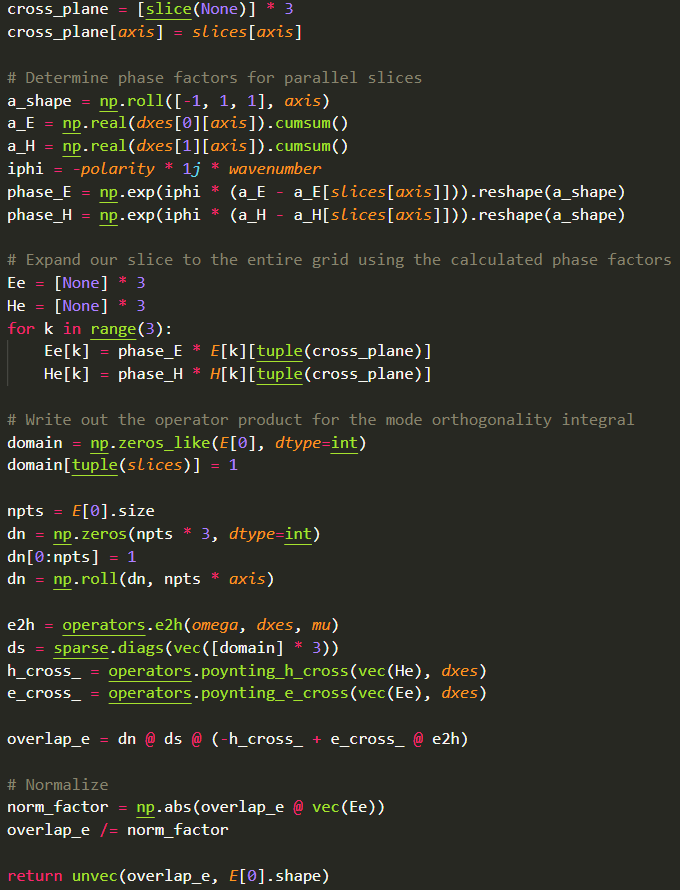 cross_plane = [slice(None)] * 3
cross_plane[axis] = slices[axis]

# Determine phase factors for parallel slices
a_shape = np.roll([-1, 1, 1], axis)
a_E = np.real(dxes[0][axis]).cumsum()
a_H = np.real(dxes[1][axis]).cumsum()
iphi = -polarity * 1j * wavenumber
phase_E = np.exp(iphi * (a_E - a_E[slices[axis]])).reshape(a_shape)
phase_H = np.exp(iphi * (a_H - a_H[slices[axis]])).reshape(a_shape)

# Expand our slice to the entire grid using the calculated phase factors
Ee = [None] * 3
He = [None] * 3
for k in range(3):
    Ee[k] = phase_E * E[k][tuple(cross_plane)]
    He[k] = phase_H * H[k][tuple(cross_plane)]

# Write out the operator product for the mode orthogonality integral
domain = np.zeros_like(E[0], dtype=int)
domain[tuple(slices)] = 1

npts = E[0].size
dn = np.zeros(npts * 3, dtype=int)
dn[0:npts] = 1
dn = np.roll(dn, npts * axis)

e2h = operators.e2h(omega, dxes, mu)
ds = sparse.diags(vec([domain] * 3))
h_cross_ = operators.poynting_h_cross(vec(He), dxes)
e_cross_ = operators.poynting_e_cross(vec(Ee), dxes)

overlap_e = dn @ ds @ (-h_cross_ + e_cross_ @ e2h)

# Normalize
norm_factor = np.abs(overlap_e @ vec(Ee))
overlap_e /= norm_factor

return unvec(overlap_e, E[0].shape)